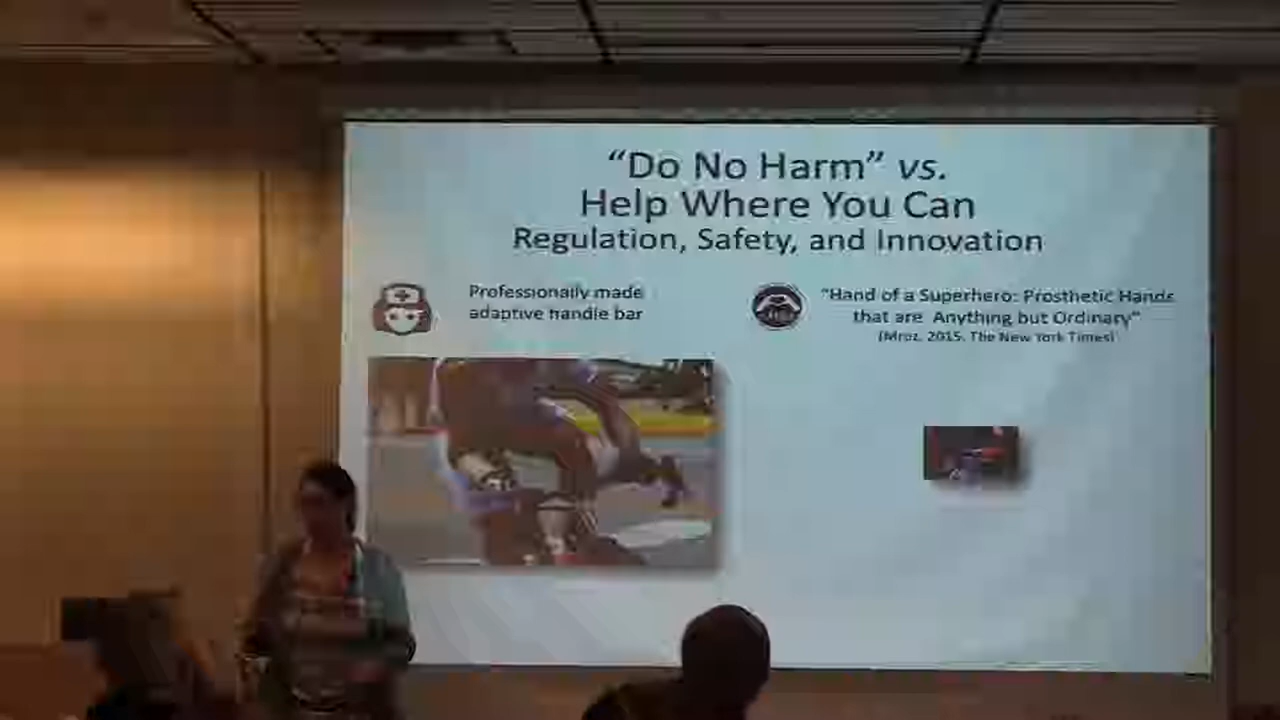 “Do No Harm” vs.
Help Where You Can
Regulation, Safety, and Innovation
Professionally made
adaptive handle bar
"Hand of a Superhero: Prosthetic Hands
that are Anything but Ordinary"
(Mroz, 2015, The New York Times)